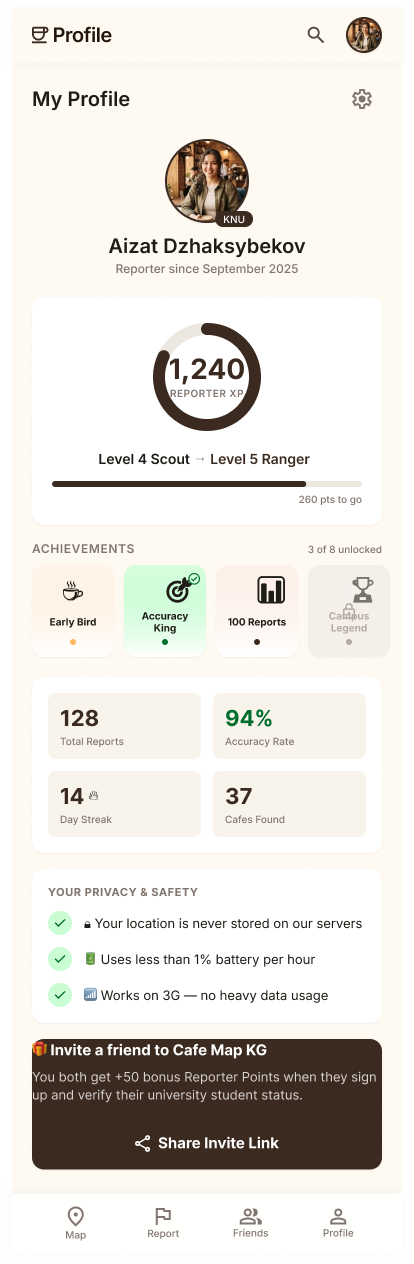 Profile
My Profile
KNU
Aizat Dzhaksybekov
Reporter since September 2025
1,240
REPORTER XP
Level 4 Scout → Level 5 Ranger
260 pts to go
ACHIEVEMENTS
3 of 8 unlocked
Early Bird
Accuracy
King
100 Reports
Campus
Legend
128
Total Reports
94%
Accuracy Rate
14
Day Streak
37
Cafes Found
YOUR PRIVACY & SAFETY
Your location is never stored on our servers
Uses less than 1% battery per hour
Works on 3G — no heavy data usage
Invite a friend to Cafe Map KG
You both get +50 bonus Reporter Points when they sign
up and verify their university student status.
Share Invite Link
Map
Report
Friends
Profile